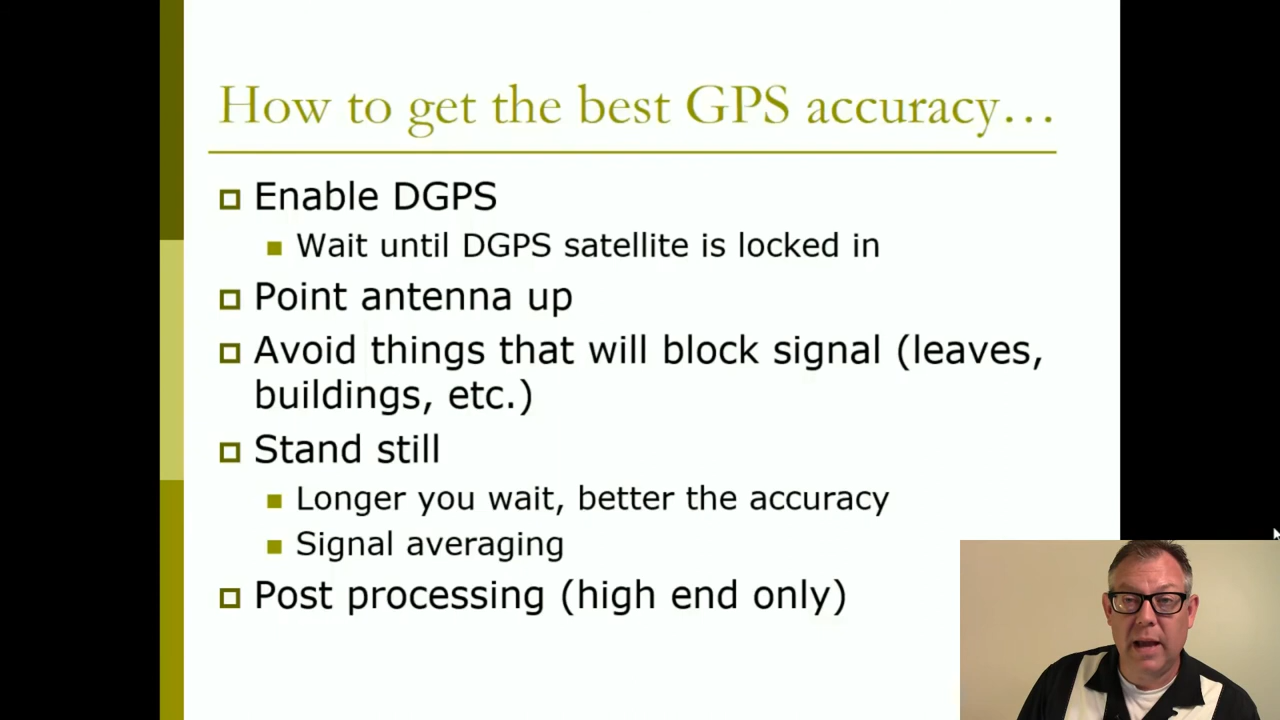 How to get the best GPS accuracy…
Enable DGPS
Wait until DGPS satellite is locked in
Point antenna up
Avoid things that will block signal (leaves,
buildings, etc.)
Stand still
Longer you wait, better the accuracy
Signal averaging
Post processing (high end only)